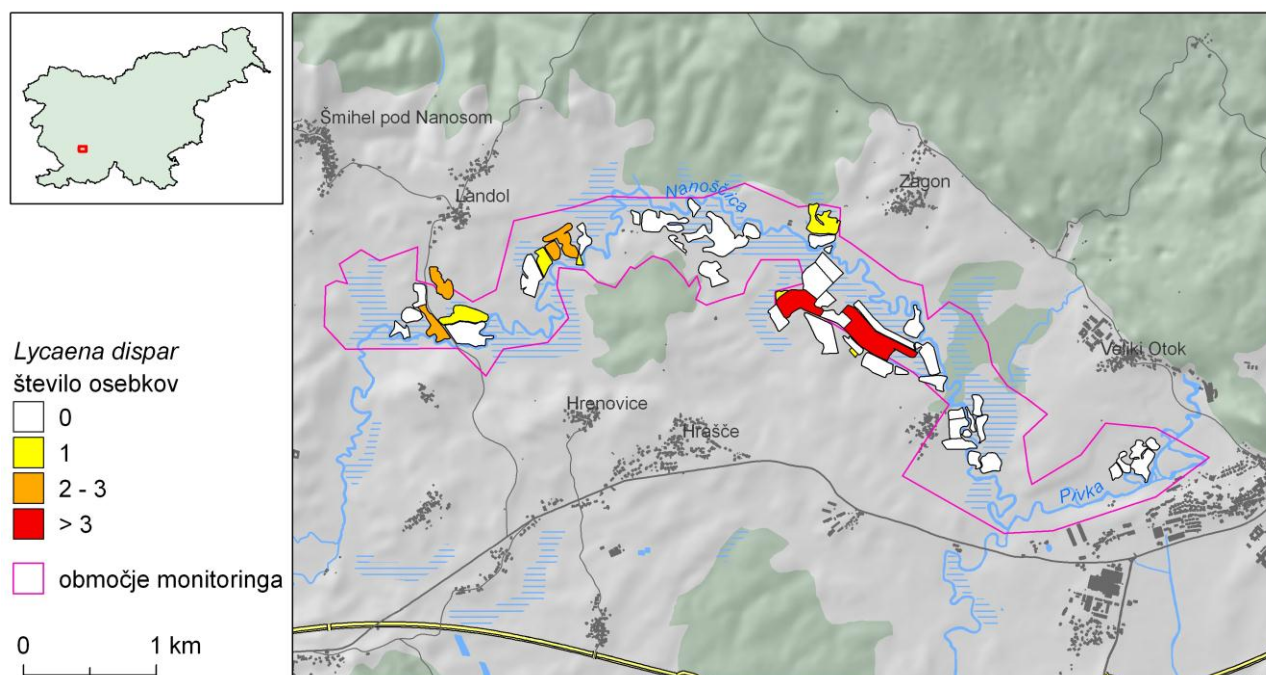 Lycaena dispar
število osebkov
0
1
2 - 3
> 3
območje monitoringa
0 1 km
Šmihel pod Nanosom
Landol
Nanoščica
Zagon
Veliki Otok
Hrenovice
Hrašče
Pivka